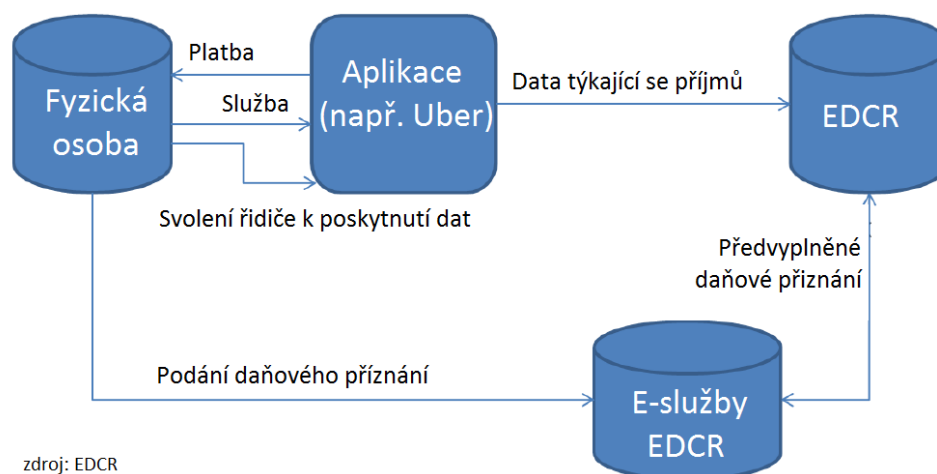 Fyzická
osoba
Platba
Služba
Aplikace
(např. Uber)
Svolení řidiče k poskytnutí dat
Data týkající se příjmů
EDCR
Předvyplněné
daňové přiznání
Podání daňového příznání
E-služby
EDCR
zdroj: EDCR